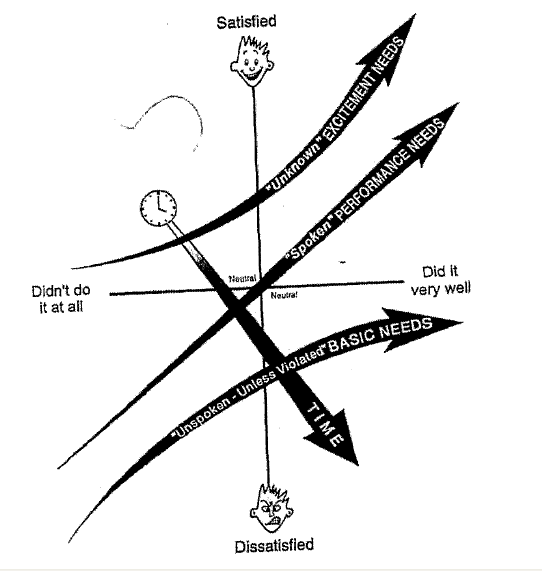 Satisfied
"Unknown" EXCITEMENT NEEDS
"Spoken" PERFORMANCE NEEDS
Neutral
Neutral
Didn't do
it at all
Did it
very well
"Unspoken - Unless Violated" BASIC NEEDS
TIME
Dissatisfied